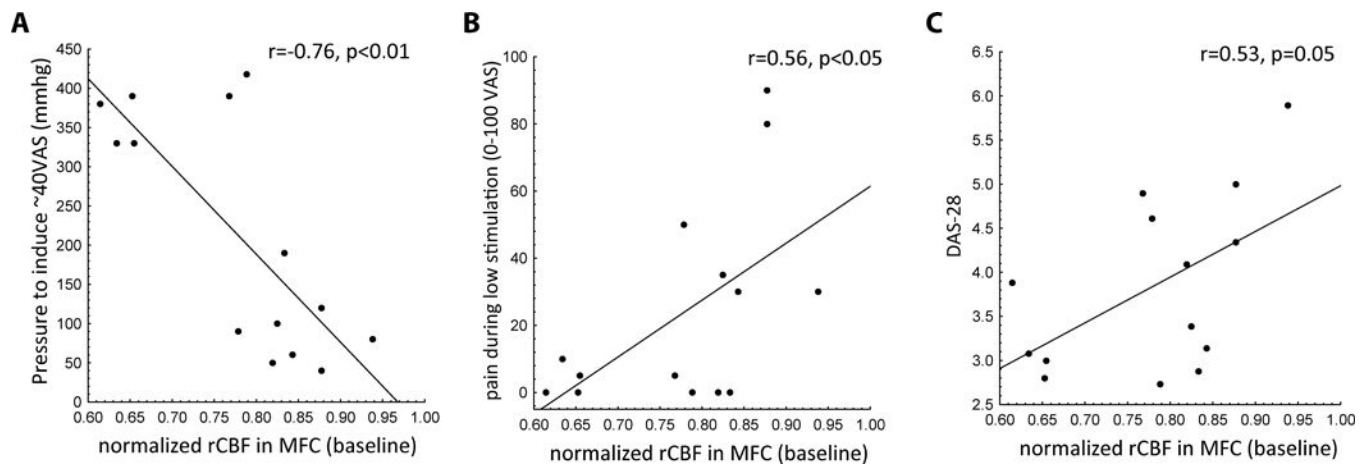 A
r=-0.76, p<0.01
Pressure to induce ~40VAS (mmhg)
450
400
350
300
250
200
150
100
50
0
0.60 0.65 0.70 0.75 0.80 0.85 0.90 0.95 1.00
normalized rCBF in MFC (baseline)
B
r=0.56, p<0.05
pain during low stimulation (0-100 VAS)
100
80
60
40
20
0
0.60 0.65 0.70 0.75 0.80 0.85 0.90 0.95 1.00
normalized rCBF in MFC (baseline)
C
r=0.53, p=0.05
DAS-28
6.5
6.0
5.5
5.0
4.5
4.0
3.5
3.0
2.5
0.60 0.65 0.70 0.75 0.80 0.85 0.90 0.95 1.00
normalized rCBF in MFC (baseline)